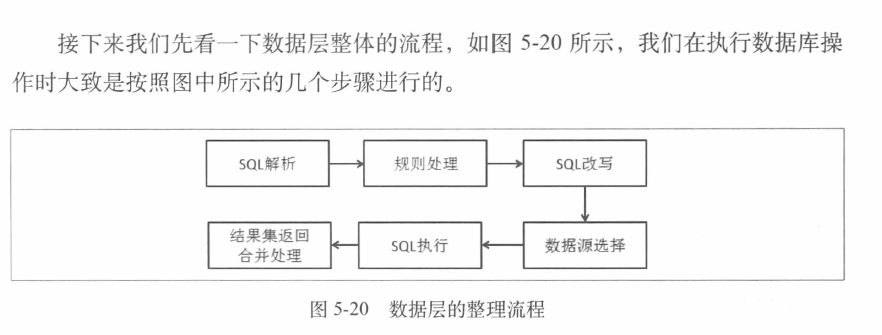 接下来我们先看一下数据层整体的流程，如图 5-20 所示，我们在执行数据库操
作时大致是按照图中所示的几个步骤进行的。
SQL解析
规则处理
SQL改写
数据源选择
SQL执行
结果集返回
合并处理
图 5-20 数据层的整理流程